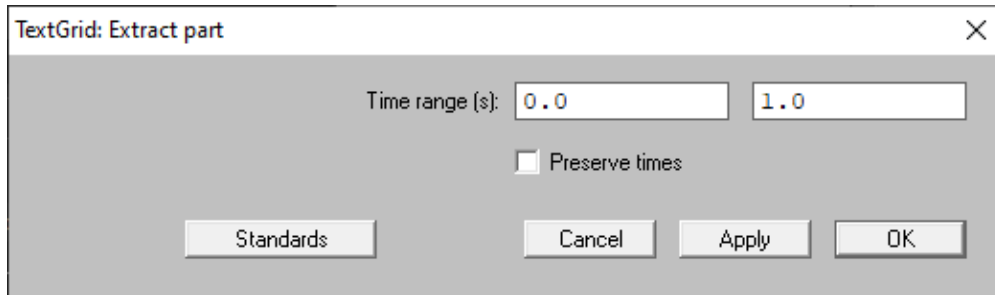 TextGrid: Extract part
Time range (s): 0.0 1.0
Preserve times
Standards Cancel Apply OK